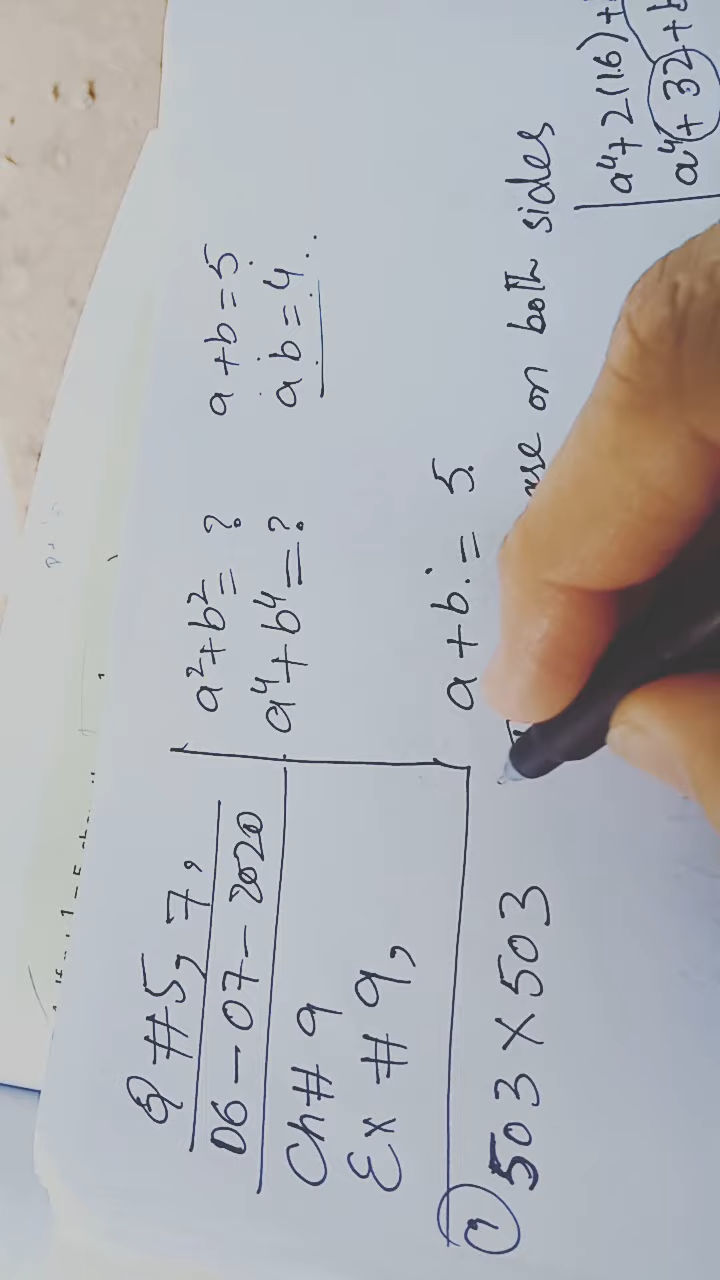 Q #5, 7,
06-07-2020
Ch # 9
Ex # 9,
① 503 × 503
a²+b² = ? a+b=5
a⁴+b⁴ = ? ab=4
a+b = 5
on both sides
a⁴+2(16)+
a⁴+32+b